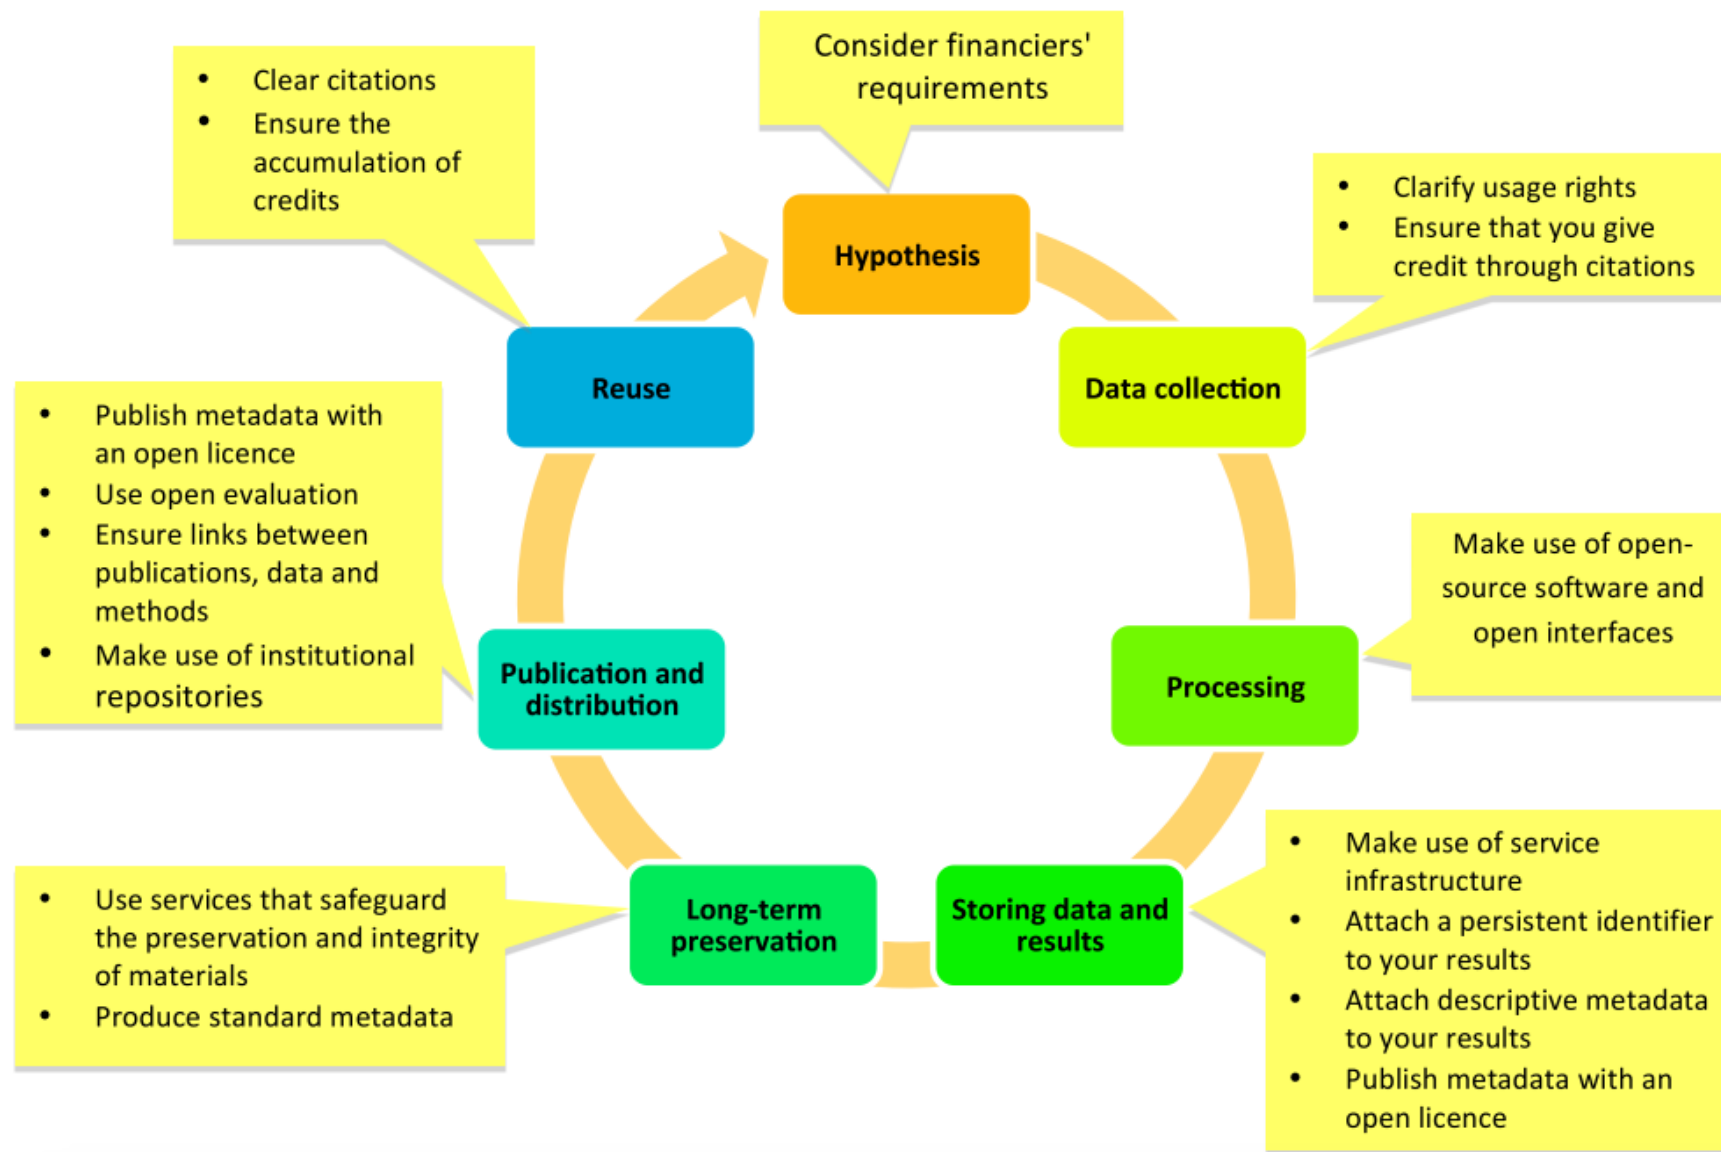 Consider financiers'
requirements
• Clear citations
• Ensure the
accumulation of
credits
• Clarify usage rights
• Ensure that you give
credit through citations
Hypothesis
Reuse
Data collection
• Publish metadata with
an open licence
• Use open evaluation
• Ensure links between
publications, data and
methods
• Make use of institutional
repositories
Make use of open-
source software and
open interfaces
Publication and
distribution
Processing
• Use services that safeguard
the preservation and integrity
of materials
• Produce standard metadata
Long-term
preservation
Storing data and
results
• Make use of service
infrastructure
• Attach a persistent identifier
to your results
• Attach descriptive metadata
to your results
• Publish metadata with an
open licence